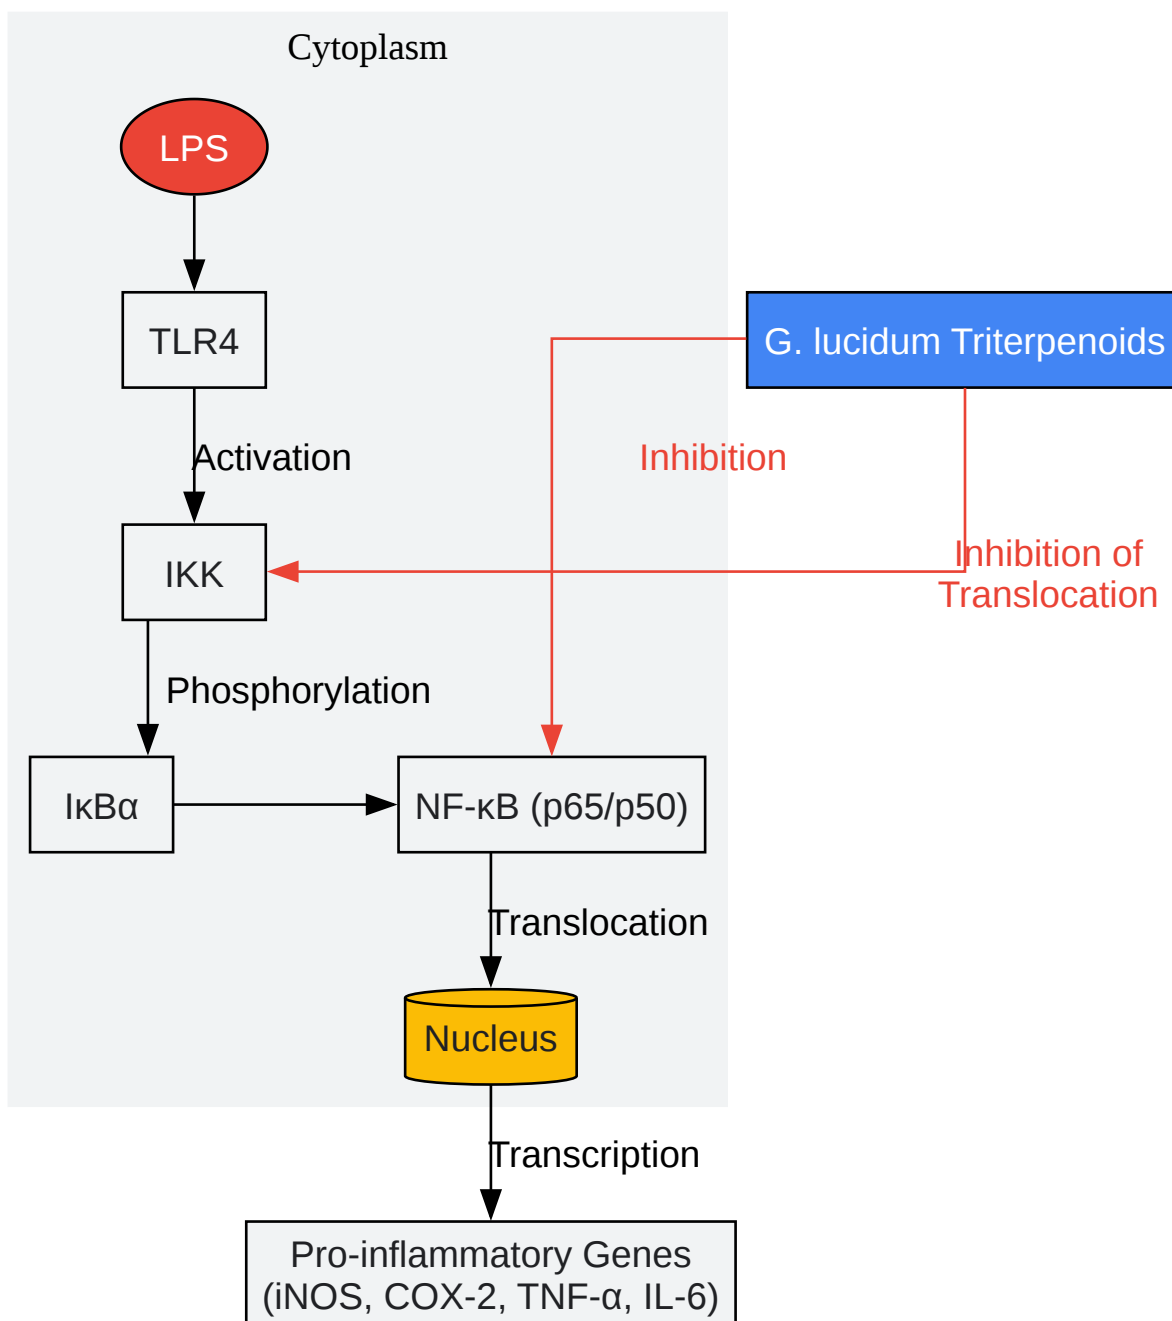 Cytoplasm
LPS
TLR4
G. lucidum Triterpenoids
Activation
Inhibition
IKK
Inhibition of
Translocation
Phosphorylation
IκBα
NF-κB (p65/p50)
Translocation
Nucleus
Transcription
Pro-inflammatory Genes
(iNOS, COX-2, TNF-α, IL-6)